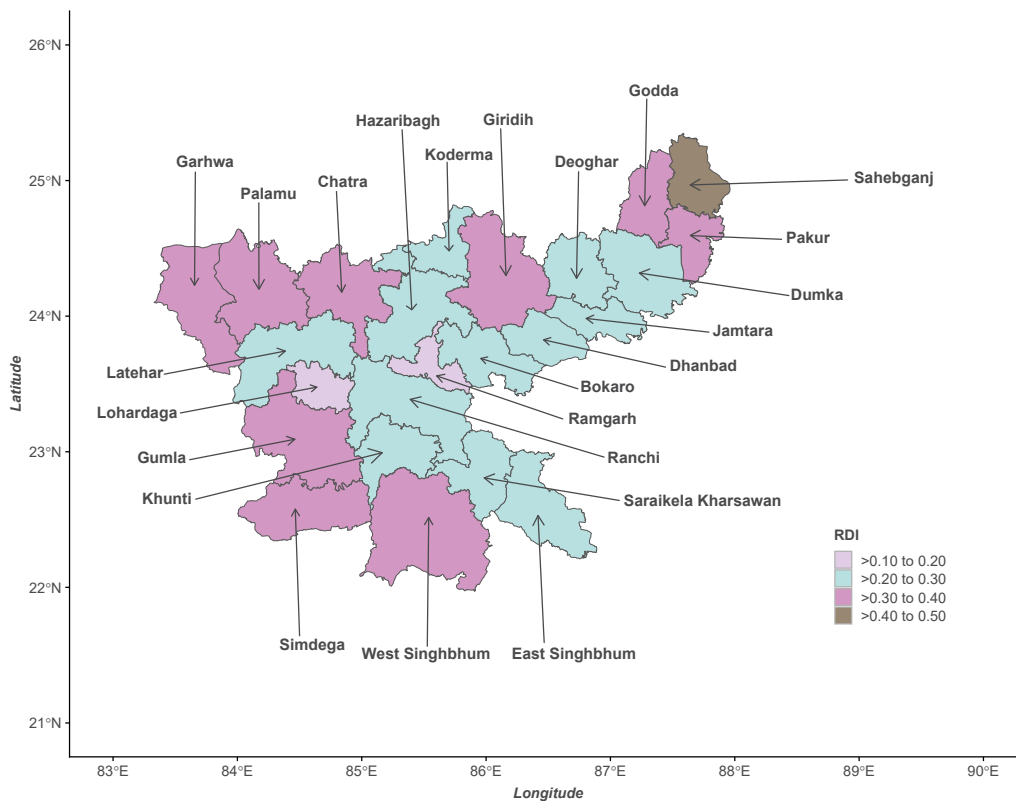 26°N
25°N
24°N
23°N
22°N
21°N
Latitude
Godda
Hazaribagh
Giridih
Koderma
Deoghar
Garhwa
Palamu
Chatra
Sahebganj
Pakur
Dumka
Jamtara
Dhanbad
Bokaro
Ramgarh
Ranchi
Saraikela Kharsawan
Latehar
Lohardaga
Gumla
Khunti
Simdega
West Singhbhum
East Singhbhum
RDI
>0.10 to 0.20
>0.20 to 0.30
>0.30 to 0.40
>0.40 to 0.50
83°E
84°E
85°E
86°E
87°E
88°E
89°E
90°E
Longitude